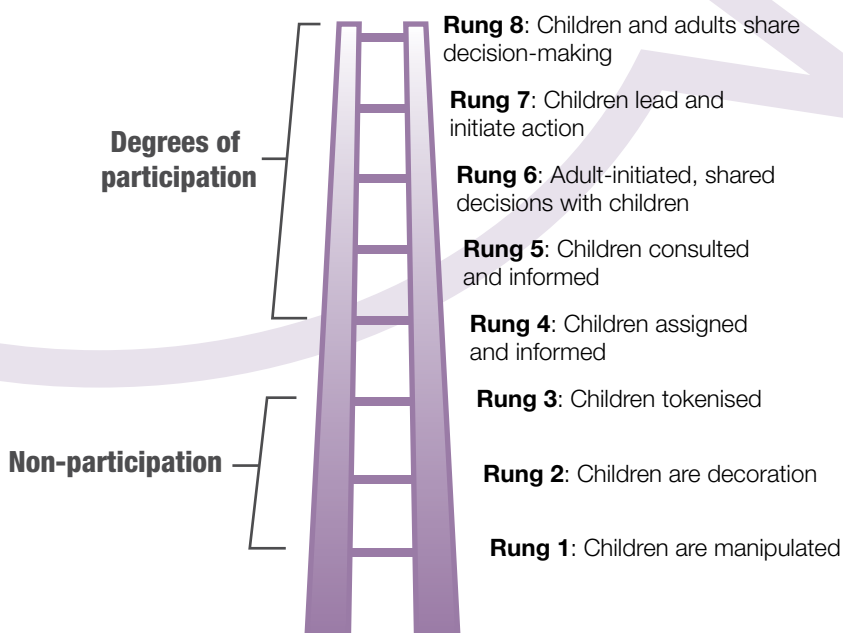 Rung 8: Children and adults share
decision-making
Rung 7: Children lead and
initiate action
Degrees of
participation
Rung 6: Adult-initiated, shared
decisions with children
Rung 5: Children consulted
and informed
Rung 4: Children assigned
and informed
Rung 3: Children tokenised
Non-participation
Rung 2: Children are decoration
Rung 1: Children are manipulated